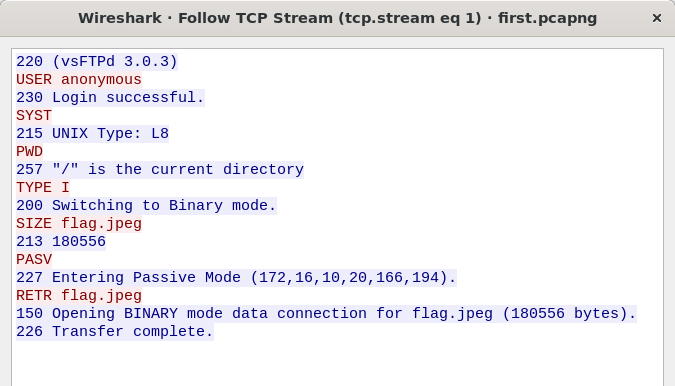 Wireshark · Follow TCP Stream (tcp.stream eq 1) · first.pcapng
220 (vsFTPd 3.0.3)
USER anonymous
230 Login successful.
SYST
215 UNIX Type: L8
PWD
257 "/" is the current directory
TYPE I
200 Switching to Binary mode.
SIZE flag.jpeg
213 180556
PASV
227 Entering Passive Mode (172,16,10,20,166,194).
RETR flag.jpeg
150 Opening BINARY mode data connection for flag.jpeg (180556 bytes).
226 Transfer complete.